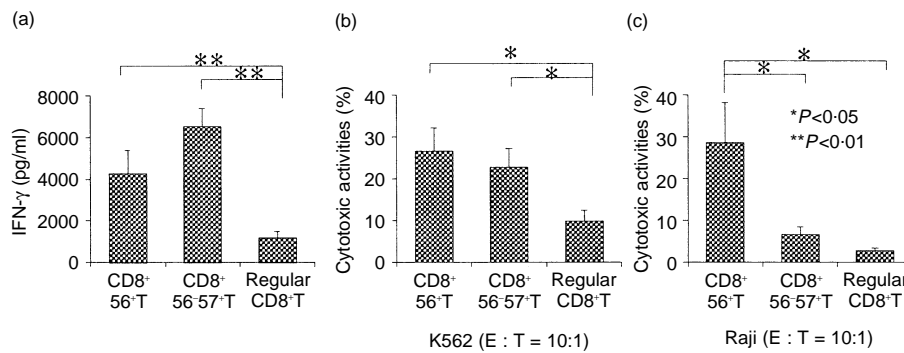 (a)
** 
**
8000
6000
4000
2000
0
IFN-γ (pg/ml)
CD8⁺ 56⁺T
CD8⁺ 56⁻57⁺T
Regular CD8⁺T
(b)
*
*
40
30
20
10
0
Cytotoxic activities (%)
CD8⁺ 56⁺T
CD8⁺ 56⁻57⁺T
Regular CD8⁺T
K562 (E : T = 10:1)
(c)
*
*
40
30
20
10
0
Cytotoxic activities (%)
*P<0·05
**P<0·01
CD8⁺ 56⁺T
CD8⁺ 56⁻57⁺T
Regular CD8⁺T
Raji (E : T = 10:1)